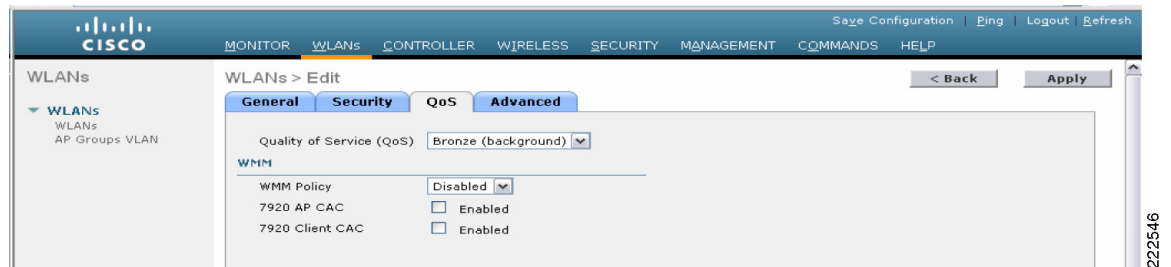 Save Configuration | Ping | Logout | Refresh
CISCO
MONITOR WLANs CONTROLLER WIRELESS SECURITY MANAGEMENT COMMANDS HELP
WLANs
WLANs > Edit
< Back Apply
General Security QoS Advanced
WLANs
WLANs
AP Groups VLAN
Quality of Service (QoS) Bronze (background)
WMM
WMM Policy Disabled
7920 AP CAC Enabled
7920 Client CAC Enabled
222546